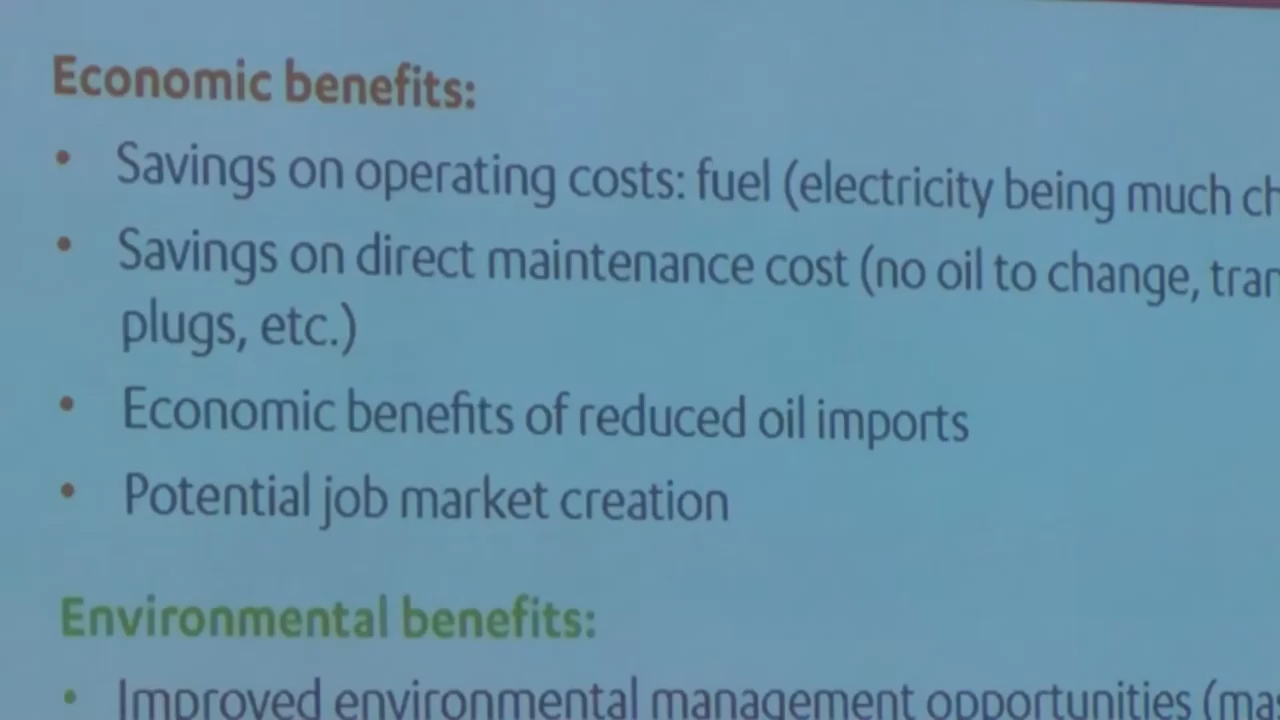 Economic benefits:
• Savings on operating costs: fuel (electricity being much
• Savings on direct maintenance cost (no oil to change,
plugs, etc.)
• Economic benefits of reduced oil imports
• Potential job market creation
Environmental benefits:
• Improved environmental management opportunities